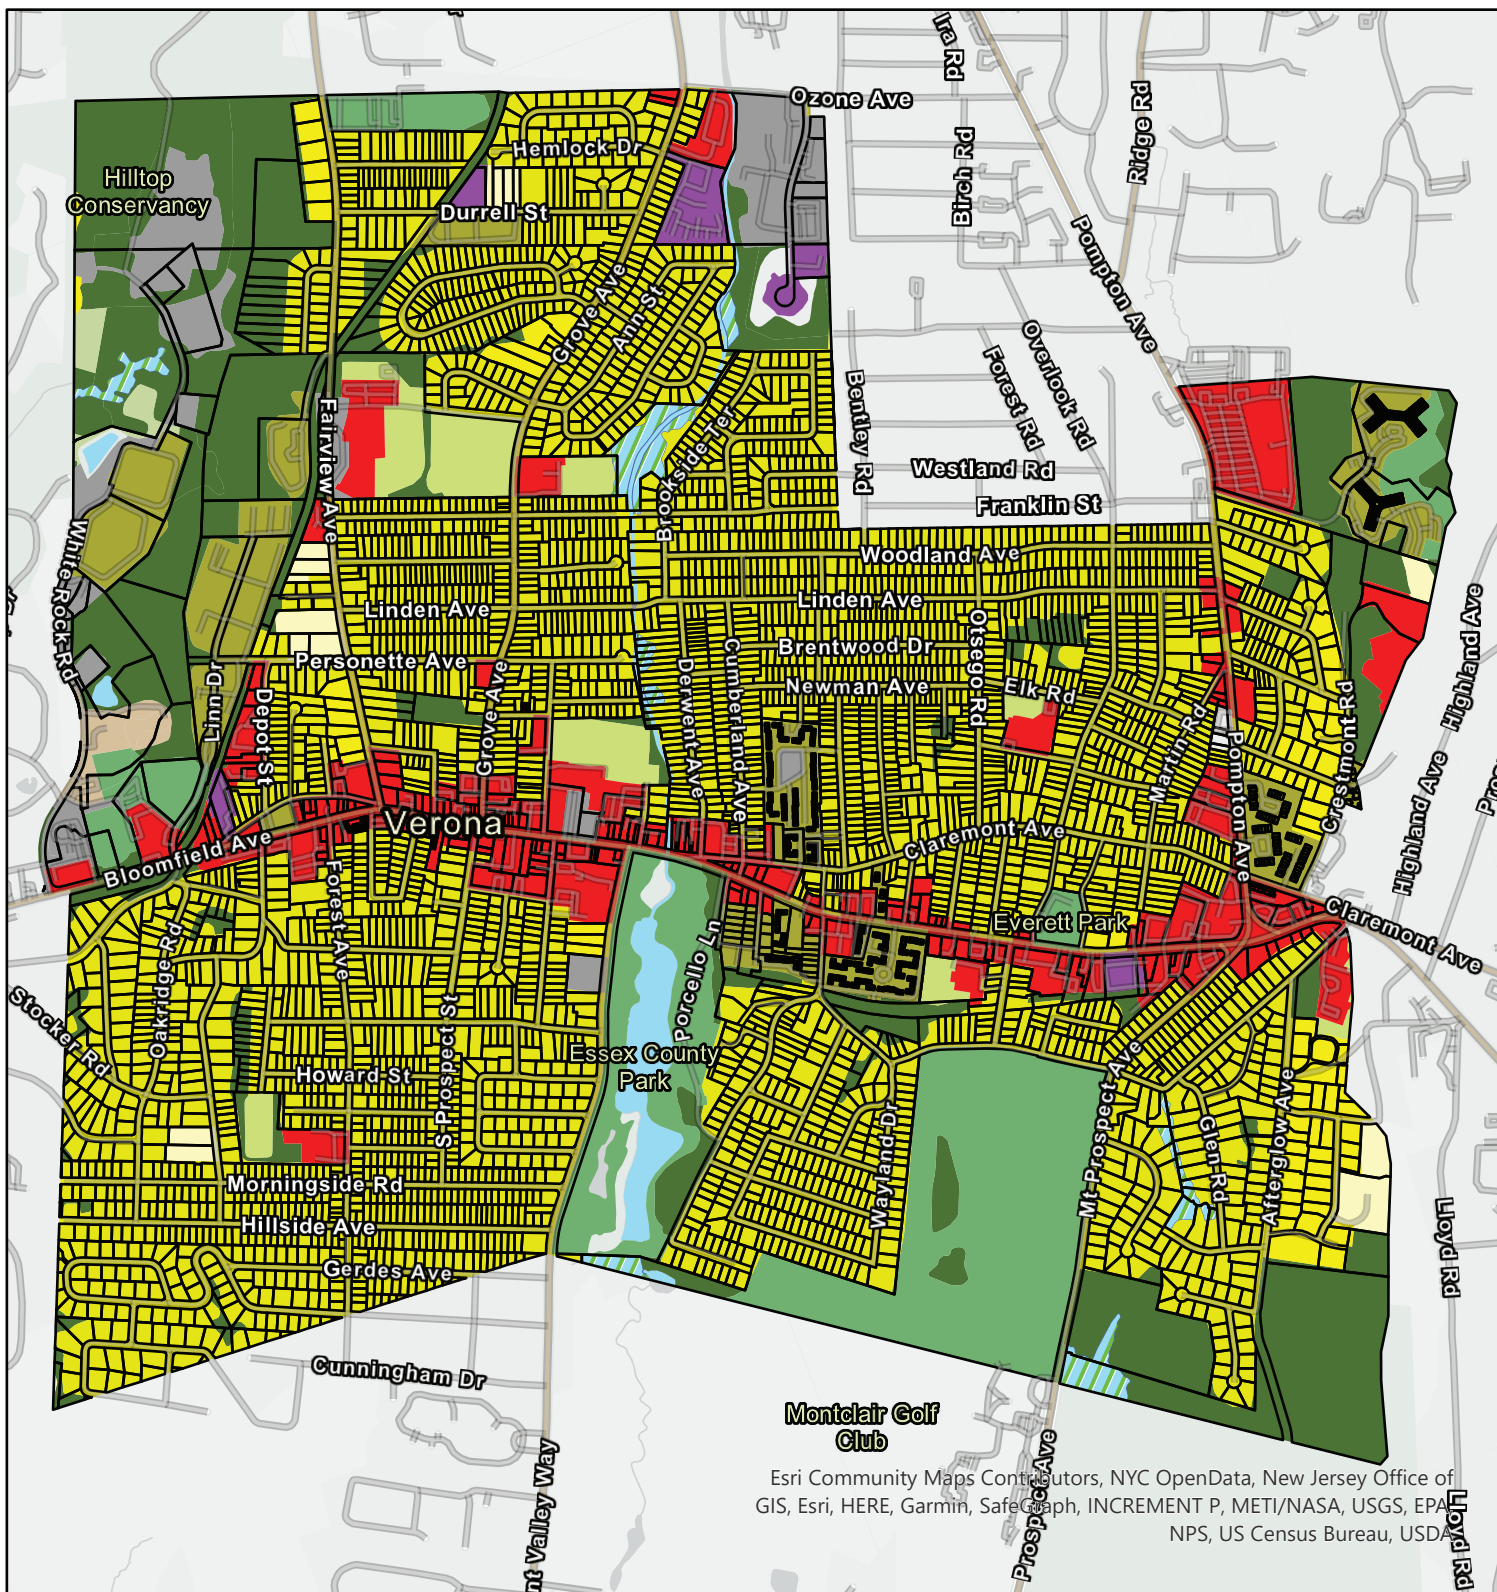 Ira Rd
Ozone Ave
Ridge Rd
Hemlock Dr
Birch Rd
Hilltop
Conservancy
Durrell St
Pompton Ave
Grove Ave
Ann St
Overlook Rd
Forest Rd
Bentley Rd
Fairview Ave
Brookside Ter
Westland Rd
Franklin St
White Rock Rd
Woodland Ave
Linden Ave
Linden Ave
Otsego Rd
Highland Ave
Personette Ave
Brentwood Dr
Cumberland Ave
Derwent Ave
Newman Ave
Elk Rd
Linn Dr
Depot St
Grove Ave
Martin Rd
Pompton Ave
Crestmont Rd
Highland Ave
Verona
Claremont Ave
Bloomfield Ave
Forest Ave
Everett Park
Claremont Ave
Oakridge Rd
Porcello Ln
Stocker Rd
S Prospect St
Essex County
Park
Howard St
Mt Prospect Ave
Wayland Dr
Glen Rd
Afterglow Ave
Morningside Rd
Hillside Ave
Gerdes Ave
Lloyd Rd
Cunningham Dr
Montclair Golf
Club
nt Valley Way
Prospect Ave
Lloyd Rd
Esri Community Maps Contributors, NYC OpenData, New Jersey Office of
GIS, Esri, HERE, Garmin, SafeGraph, INCREMENT P, METI/NASA, USGS, EPA,
NPS, US Census Bureau, USDA